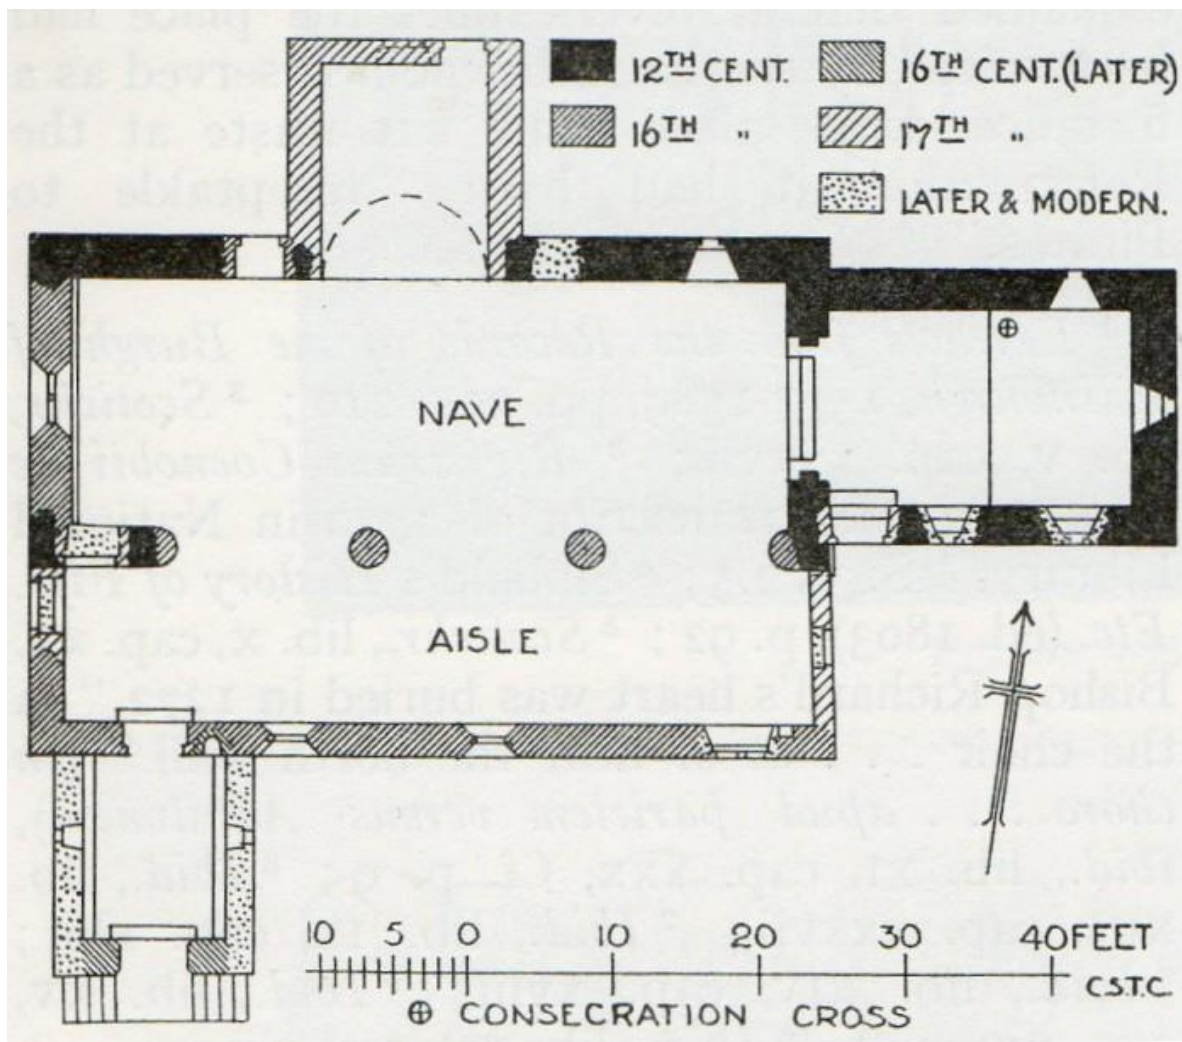 12TH CENT.
16TH "
16TH CENT.(LATER)
17TH "
LATER & MODERN.
NAVE
AISLE
10 5 0 10 20 30 40 FEET
C.S.T.C.
⊕ CONSECRATION CROSS